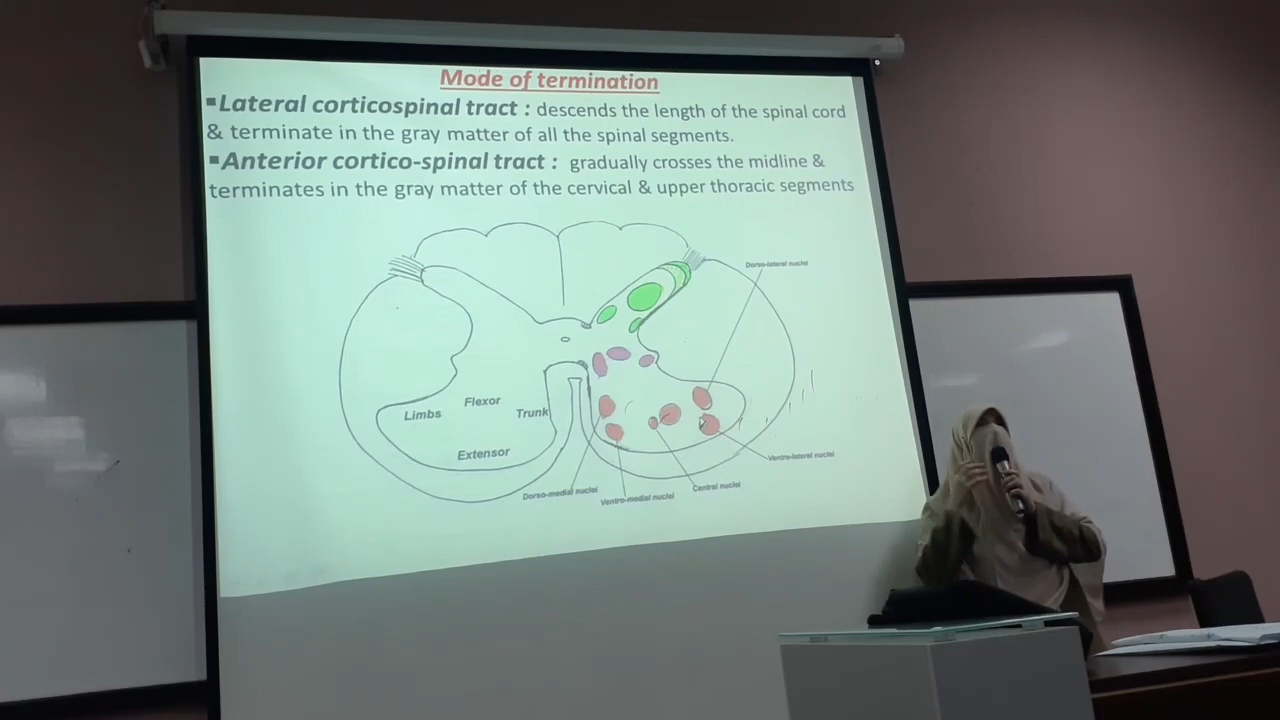 Mode of termination
▪Lateral corticospinal tract : descends the length of the spinal cord
& terminate in the gray matter of all the spinal segments.
▪Anterior cortico-spinal tract : gradually crosses the midline &
terminates in the gray matter of the cervical & upper thoracic segments
Dorso-lateral nuclei
Limbs
Flexor
Trunk
Extensor
Ventro-lateral nuclei
Dorso-medial nuclei
Ventro-medial nuclei
Central nuclei